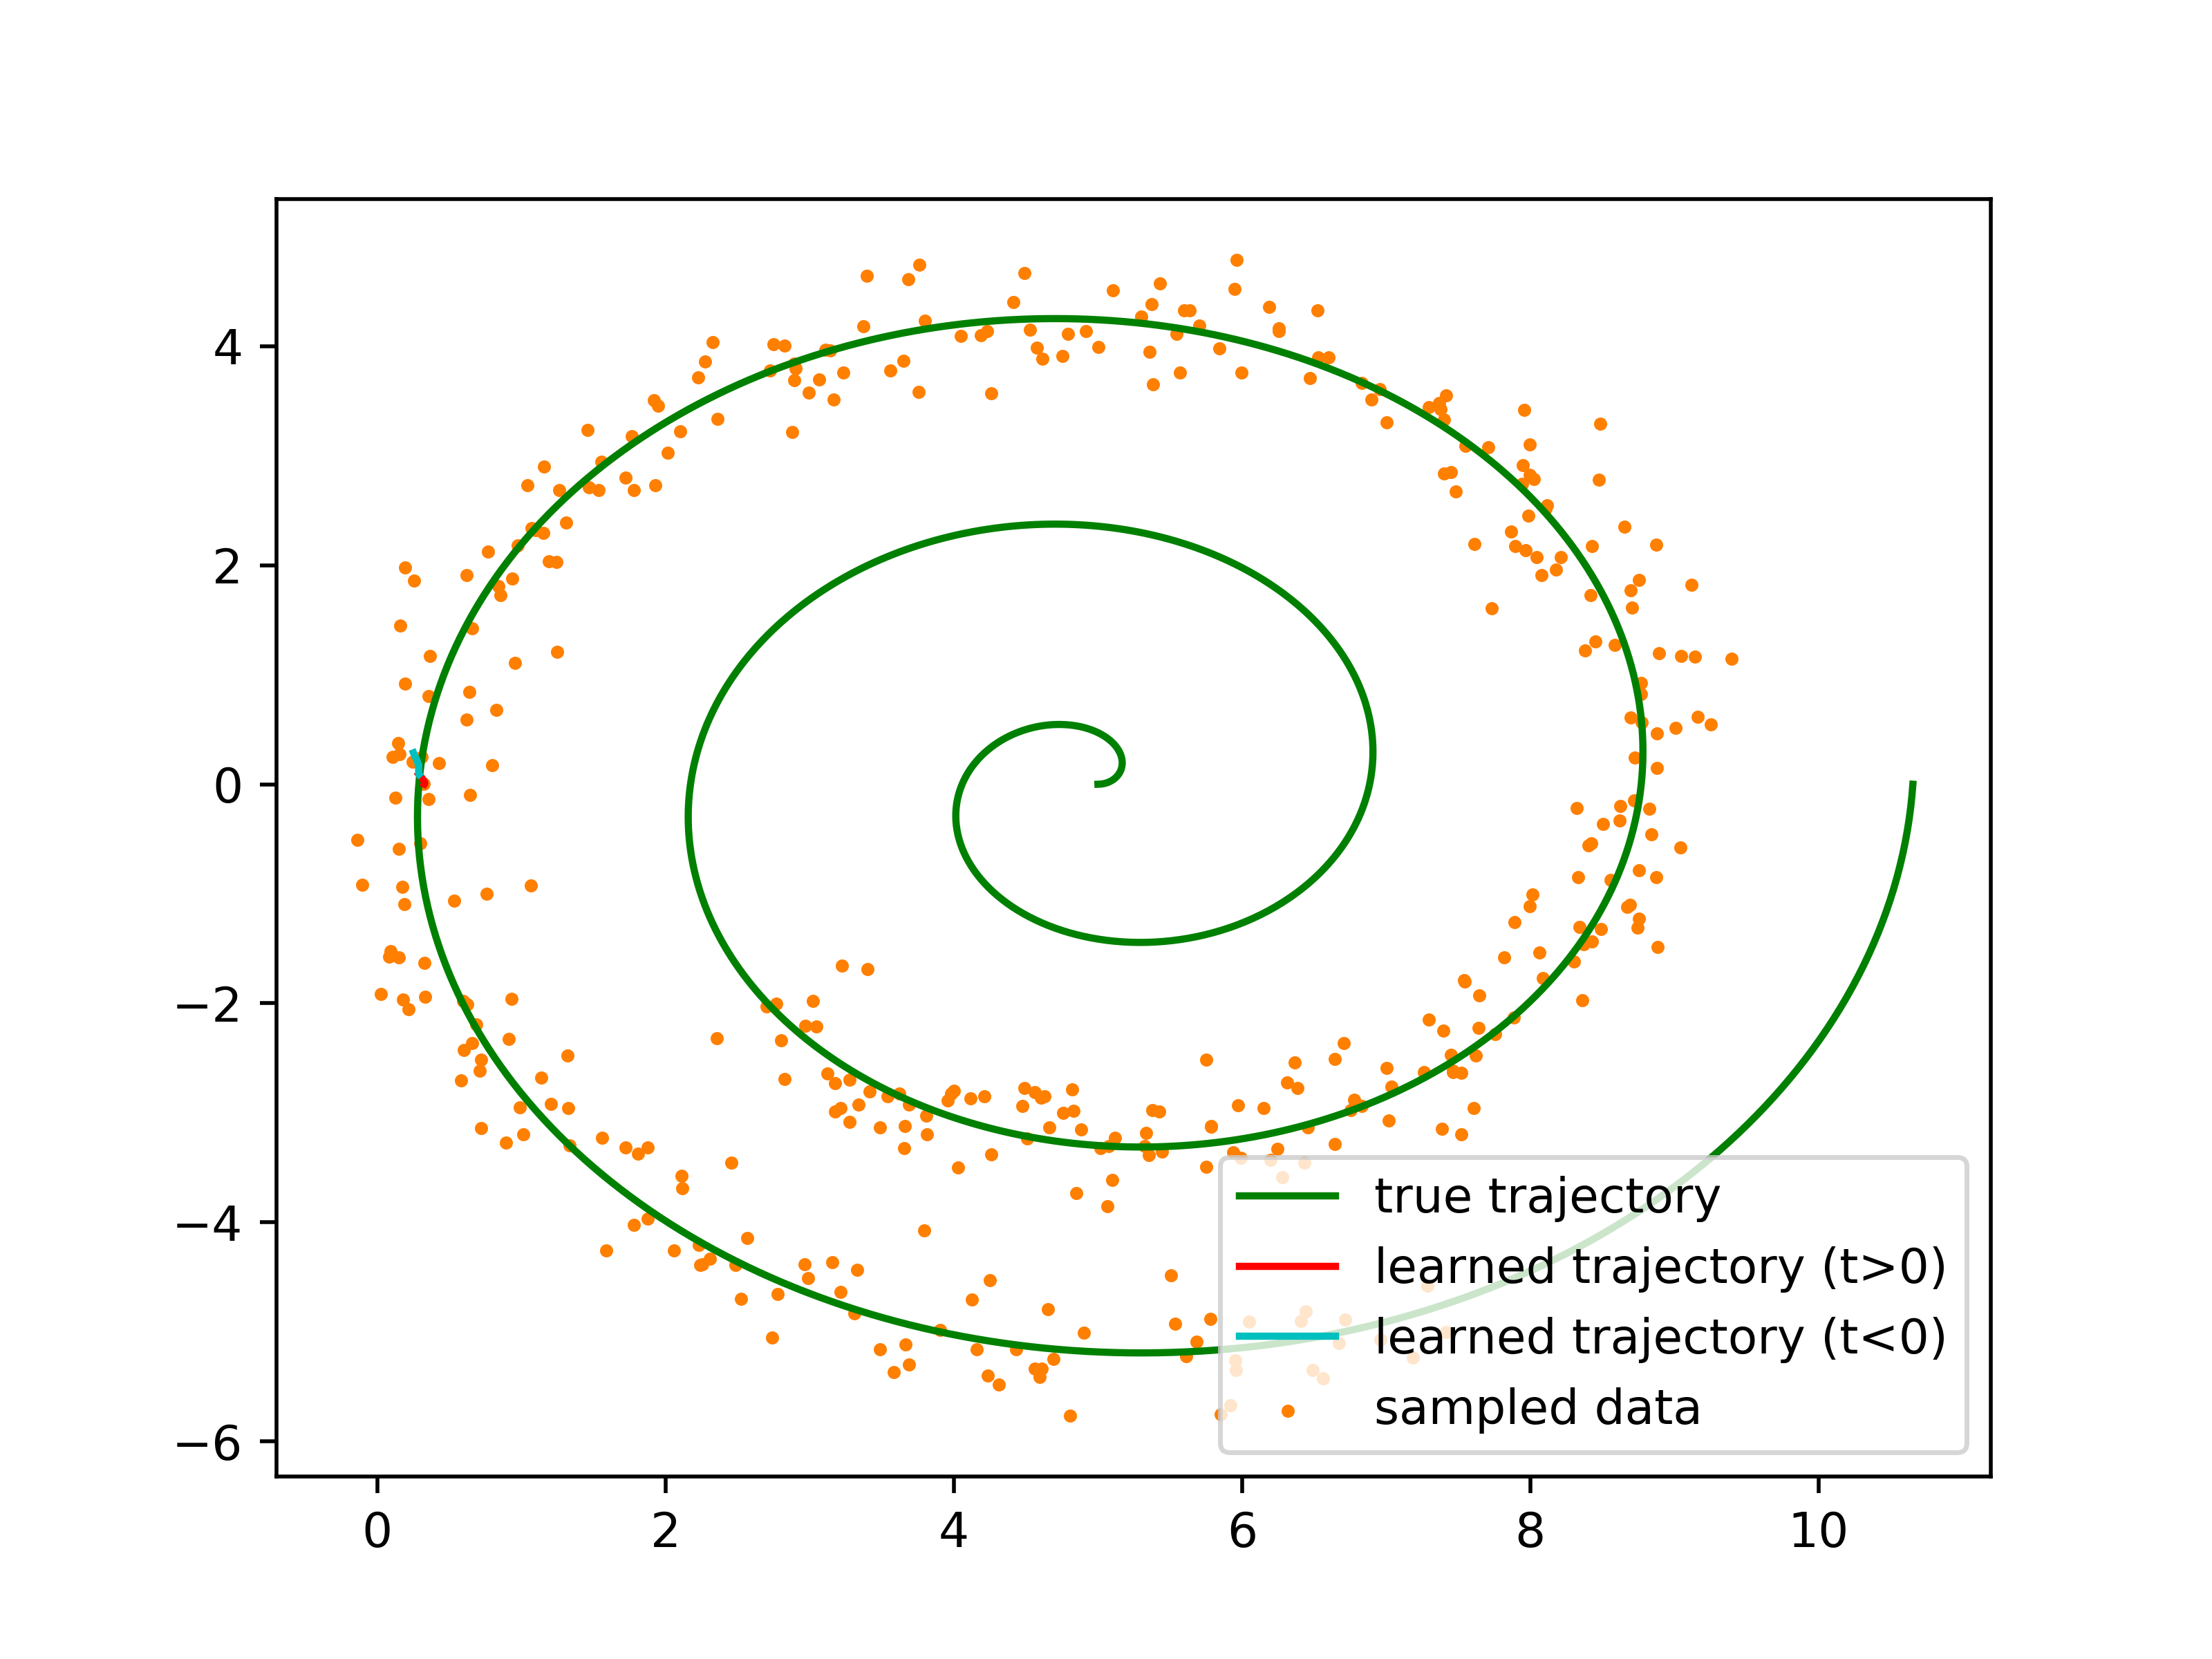 4
2
0
−2
−4
−6
0 2 4 6 8 10
true trajectory
learned trajectory (t>0)
learned trajectory (t<0)
sampled data